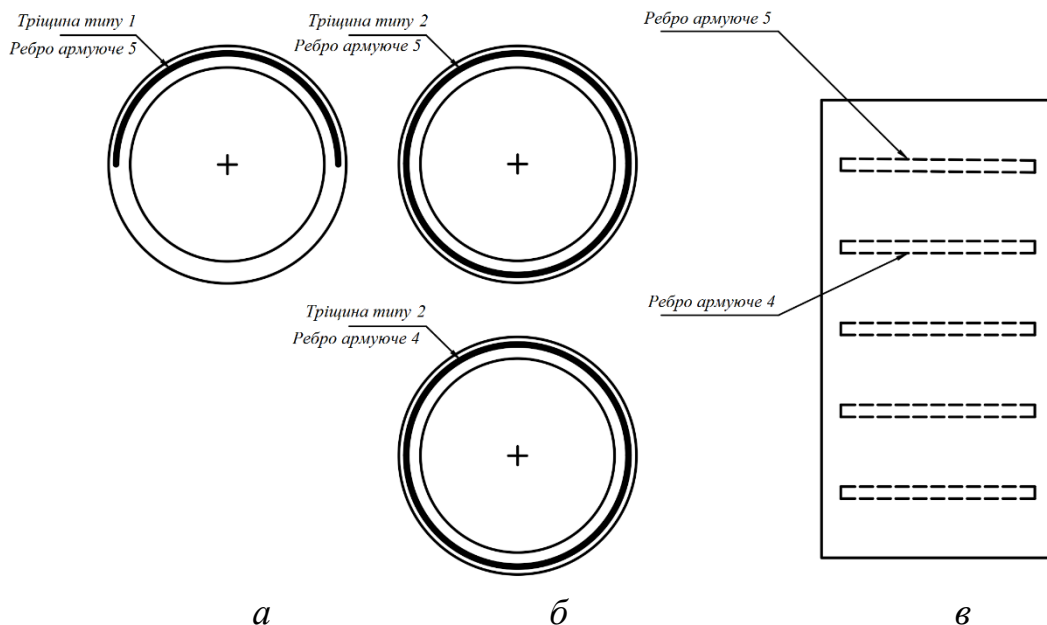 Тріщина типу 1
Ребро армуюче 5
Тріщина типу 2
Ребро армуюче 5
Ребро армуюче 5
Ребро армуюче 4
Тріщина типу 2
Ребро армуюче 4
а
б
в